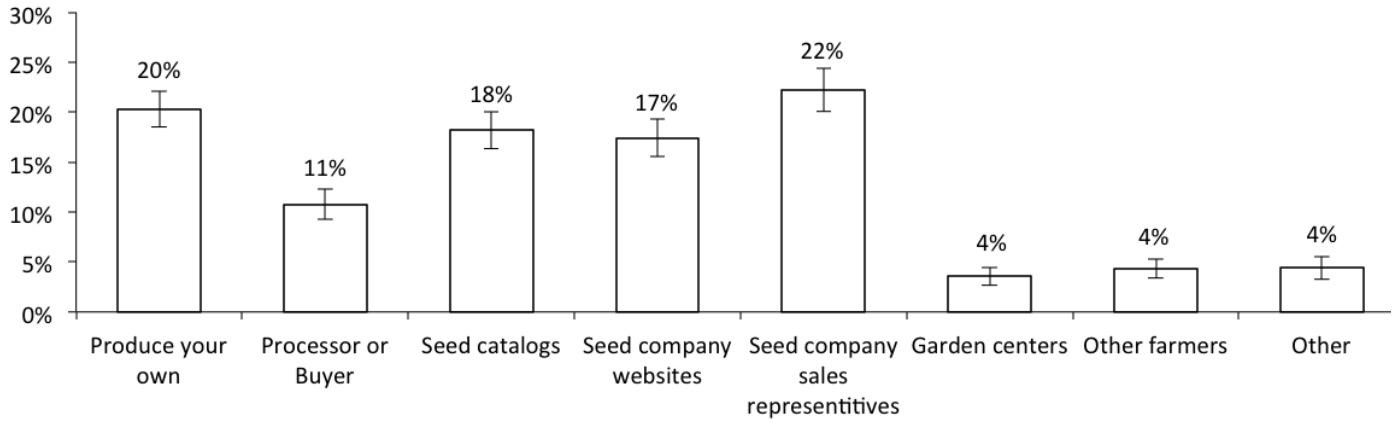 30%
25%
20%
15%
10%
5%
0%
20%
11%
18%
17%
22%
4%
4%
4%
Produce your
own
Processor or
Buyer
Seed catalogs
Seed company
websites
Seed company
sales
representitives
Garden centers
Other farmers
Other